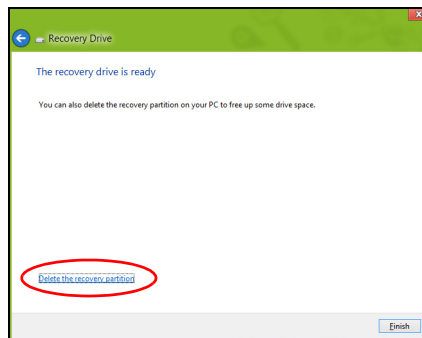 Recovery Drive
The recovery drive is ready
You can also delete the recovery partition on your PC to free up some drive space.
Delete the recovery partition
Finish